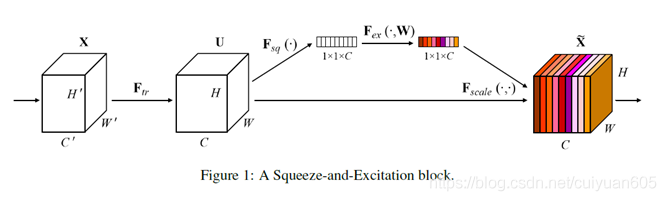 X
U
F_sq (·)
F_ex (·,W)
X̃
1×1×C
1×1×C
H'
F_tr
H
F_scale (·,·)
H
W'
W
W
C'
C
C
Figure 1: A Squeeze-and-Excitation block.
https://blog.csdn.net/cuiyuan605